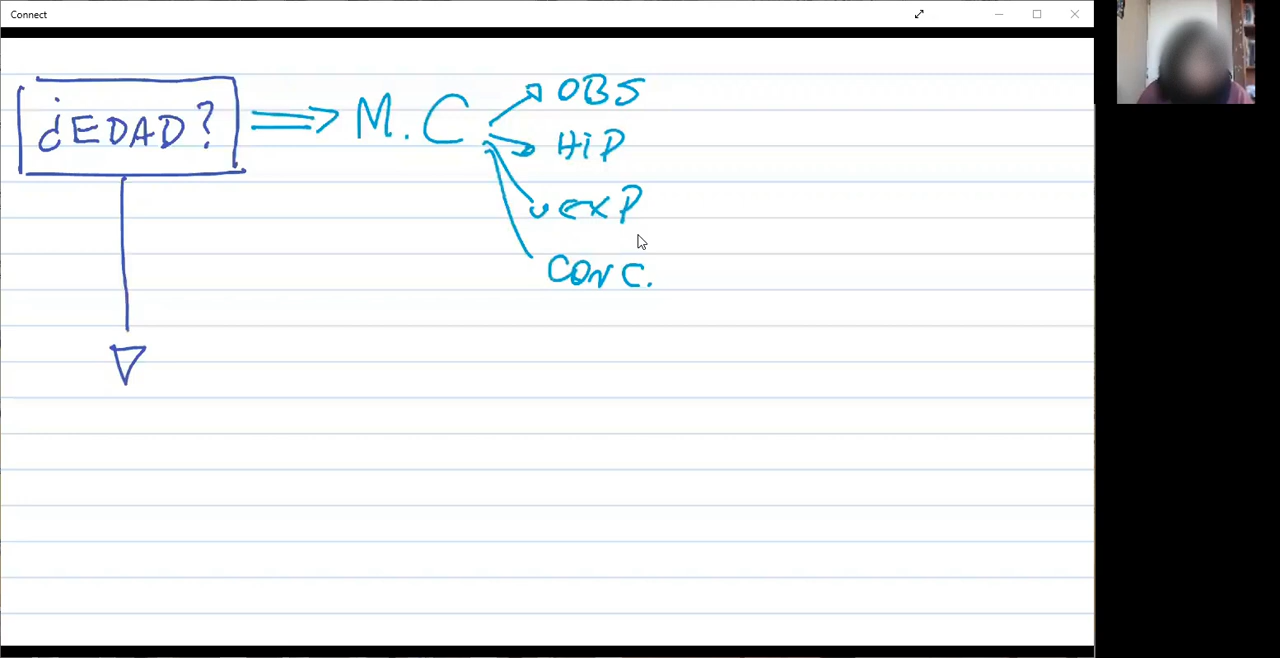 Connect
¿EDAD? ⇒ M.C
OBS
HiP
exP
CONC.